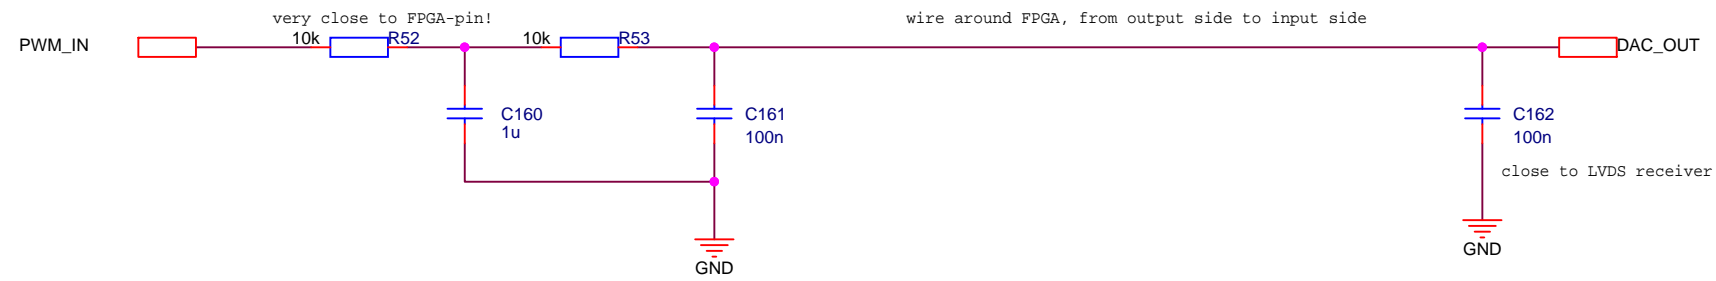 very close to FPGA-pin!
wire around FPGA, from output side to input side
PWM_IN
10k
R52
10k
R53
DAC_OUT
C160
1u
C161
100n
C162
100n
close to LVDS receiver
GND
GND